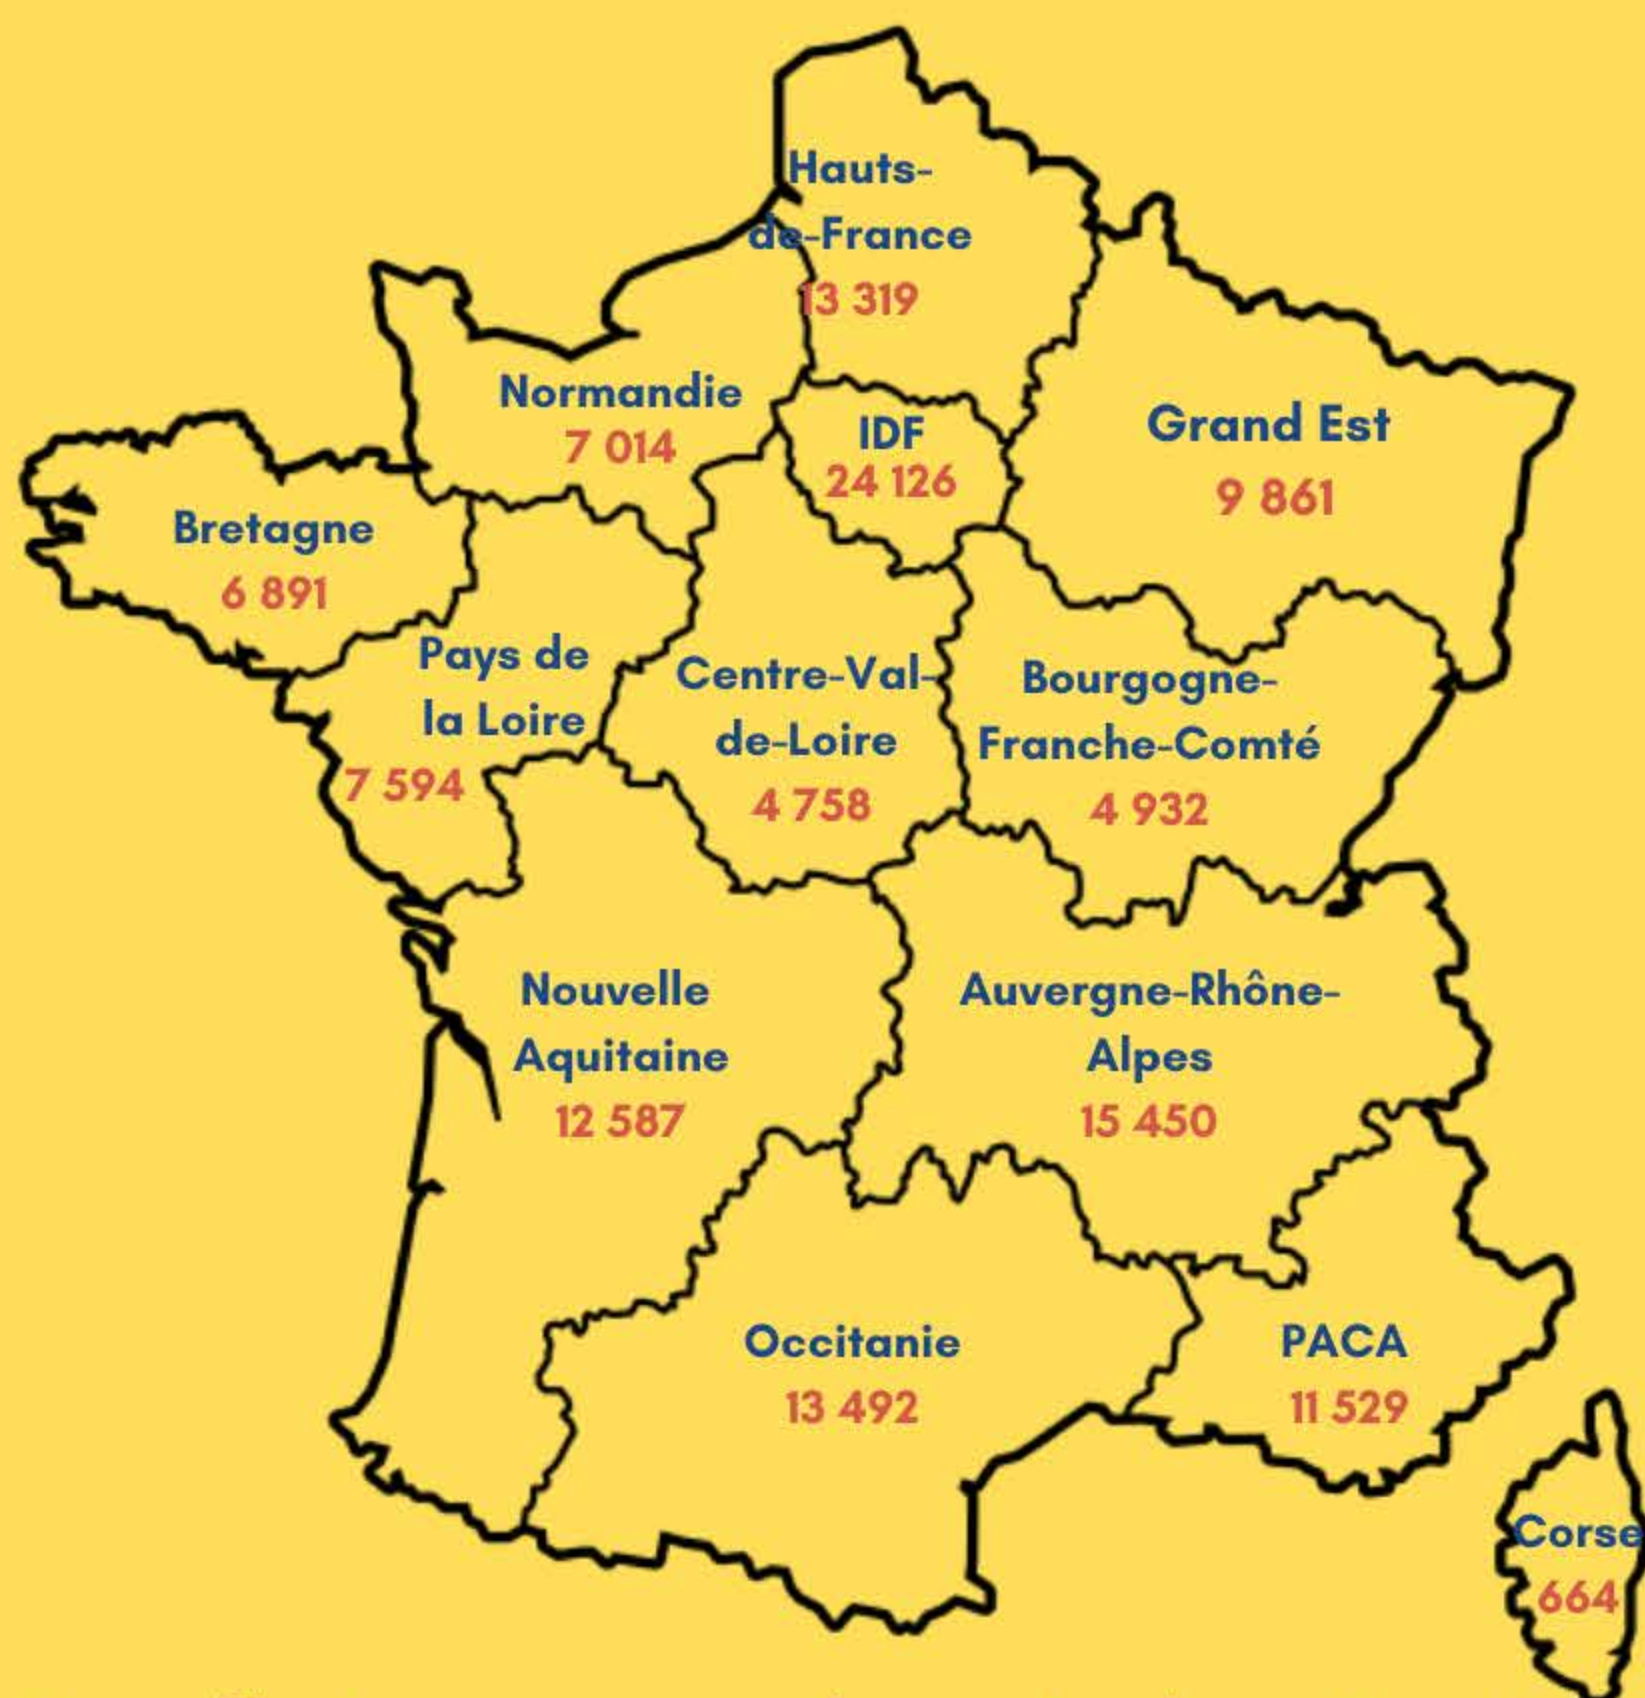 Hauts-
de-France
13 319
Normandie
7 014
IDF
24 126
Grand Est
9 861
Bretagne
6 891
Pays de
la Loire
7 594
Centre-Val-
de-Loire
4 758
Bourgogne-
Franche-Comté
4 932
Nouvelle
Aquitaine
12 587
Auvergne-Rhône-
Alpes
15 450
Occitanie
13 492
PACA
11 529
Corse
664